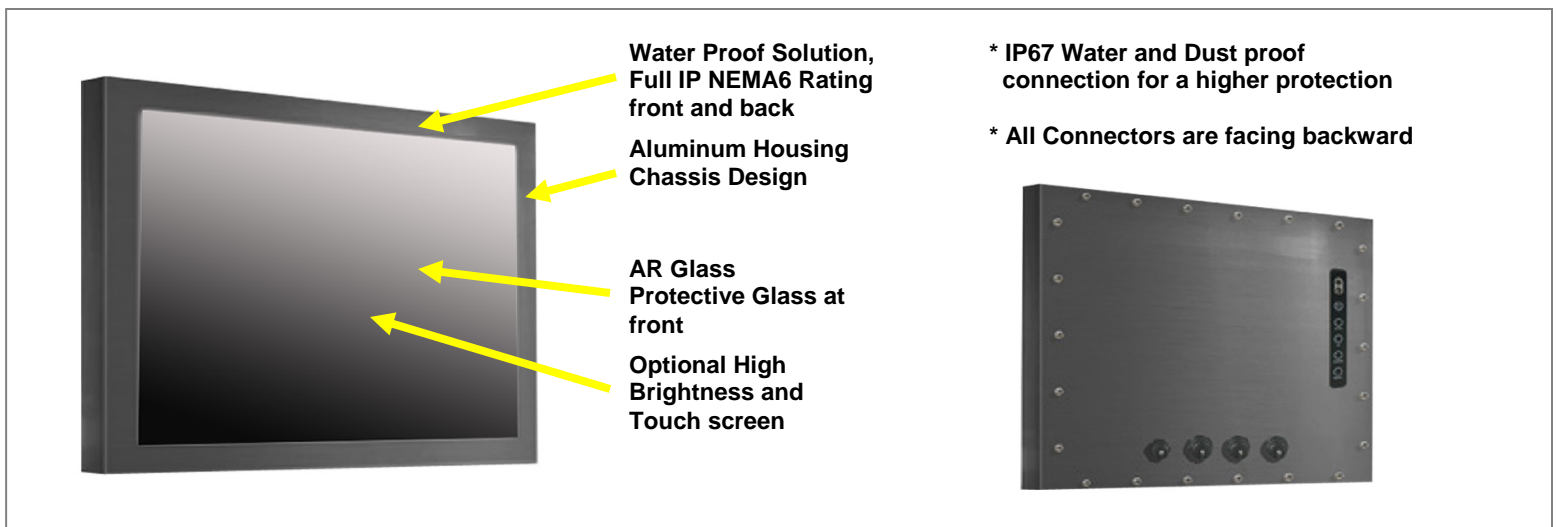 Water Proof Solution,
Full IP NEMA6 Rating
front and back
Aluminum Housing
Chassis Design
AR Glass
Protective Glass at
front
Optional High
Brightness and
Touch screen
* IP67 Water and Dust proof
connection for a higher protection
* All Connectors are facing backward